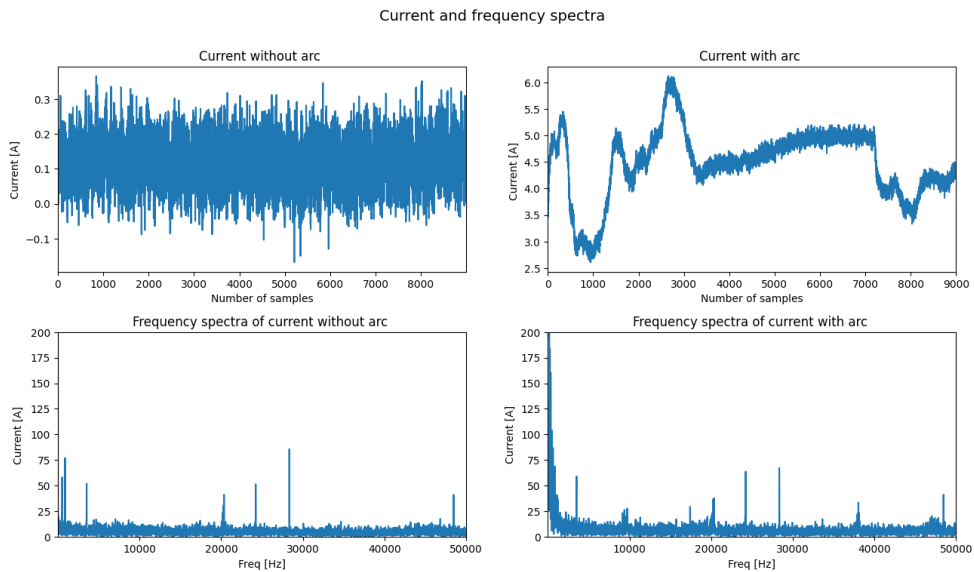 Current and frequency spectra
Current without arc
Current [A]
0.3
0.2
0.1
0.0
−0.1
0 1000 2000 3000 4000 5000 6000 7000 8000
Number of samples
Current with arc
Current [A]
6.0
5.5
5.0
4.5
4.0
3.5
3.0
2.5
0 1000 2000 3000 4000 5000 6000 7000 8000 9000
Number of samples
Frequency spectra of current without arc
Current [A]
200
175
150
125
100
75
50
25
0
10000 20000 30000 40000 50000
Freq [Hz]
Frequency spectra of current with arc
Current [A]
200
175
150
125
100
75
50
25
0
10000 20000 30000 40000 50000
Freq [Hz]